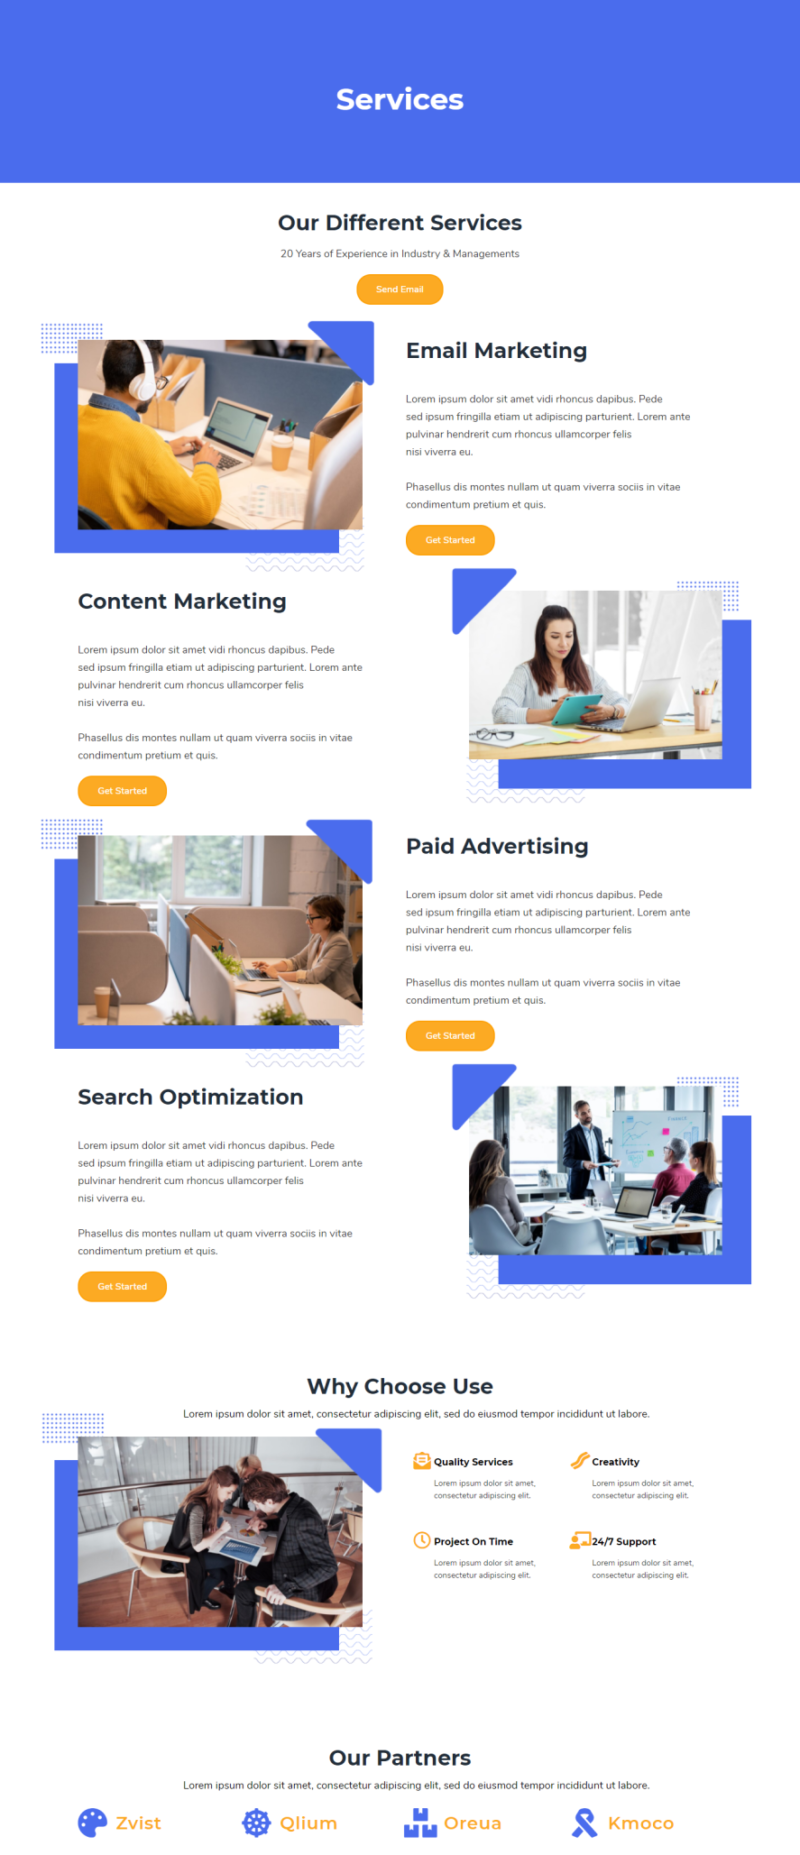 Services
Our Different Services
20 Years of Experience in Industry & Managements
Send Email
Email Marketing
Lorem ipsum dolor sit amet vidi rhoncus dapibus. Pede
sed ipsum fringilla etiam ut adipiscing parturient. Lorem ante
pulvinar hendrerit cum rhoncus ullamcorper felis
nisi viverra eu.
Phasellus dis montes nullam ut quam viverra sociis in vitae
condimentum pretium et quis.
Get Started
Content Marketing
Lorem ipsum dolor sit amet vidi rhoncus dapibus. Pede
sed ipsum fringilla etiam ut adipiscing parturient. Lorem ante
pulvinar hendrerit cum rhoncus ullamcorper felis
nisi viverra eu.
Phasellus dis montes nullam ut quam viverra sociis in vitae
condimentum pretium et quis.
Get Started
Paid Advertising
Lorem ipsum dolor sit amet vidi rhoncus dapibus. Pede
sed ipsum fringilla etiam ut adipiscing parturient. Lorem ante
pulvinar hendrerit cum rhoncus ullamcorper felis
nisi viverra eu.
Phasellus dis montes nullam ut quam viverra sociis in vitae
condimentum pretium et quis.
Get Started
Search Optimization
Lorem ipsum dolor sit amet vidi rhoncus dapibus. Pede
sed ipsum fringilla etiam ut adipiscing parturient. Lorem ante
pulvinar hendrerit cum rhoncus ullamcorper felis
nisi viverra eu.
Phasellus dis montes nullam ut quam viverra sociis in vitae
condimentum pretium et quis.
Get Started
Why Choose Use
Lorem ipsum dolor sit amet, consectetur adipiscing elit, sed do eiusmod tempor incididunt ut labore.
Quality Services
Lorem ipsum dolor sit amet,
consectetur adipiscing elit.
Creativity
Lorem ipsum dolor sit amet,
consectetur adipiscing elit.
Project On Time
Lorem ipsum dolor sit amet,
consectetur adipiscing elit.
24/7 Support
Lorem ipsum dolor sit amet,
consectetur adipiscing elit.
Our Partners
Lorem ipsum dolor sit amet, consectetur adipiscing elit, sed do eiusmod tempor incididunt ut labore.
Zvist
Qlium
Oreua
Kmoco